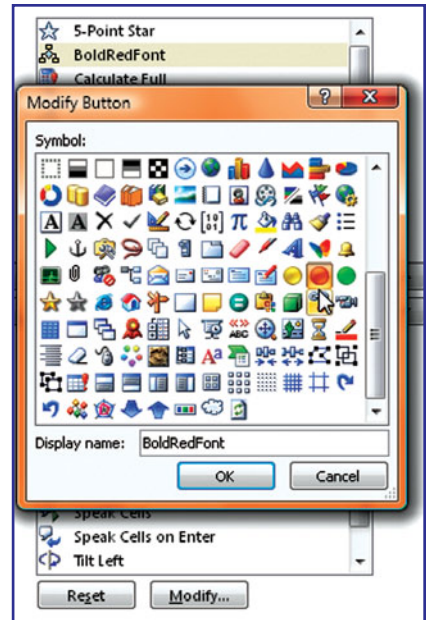 5-Point Star
BoldRedFont
Calculate Full
Modify Button
Symbol:
Display name: BoldRedFont
OK Cancel
Speak Cells
Speak Cells on Enter
Tilt Left
Reset Modify...